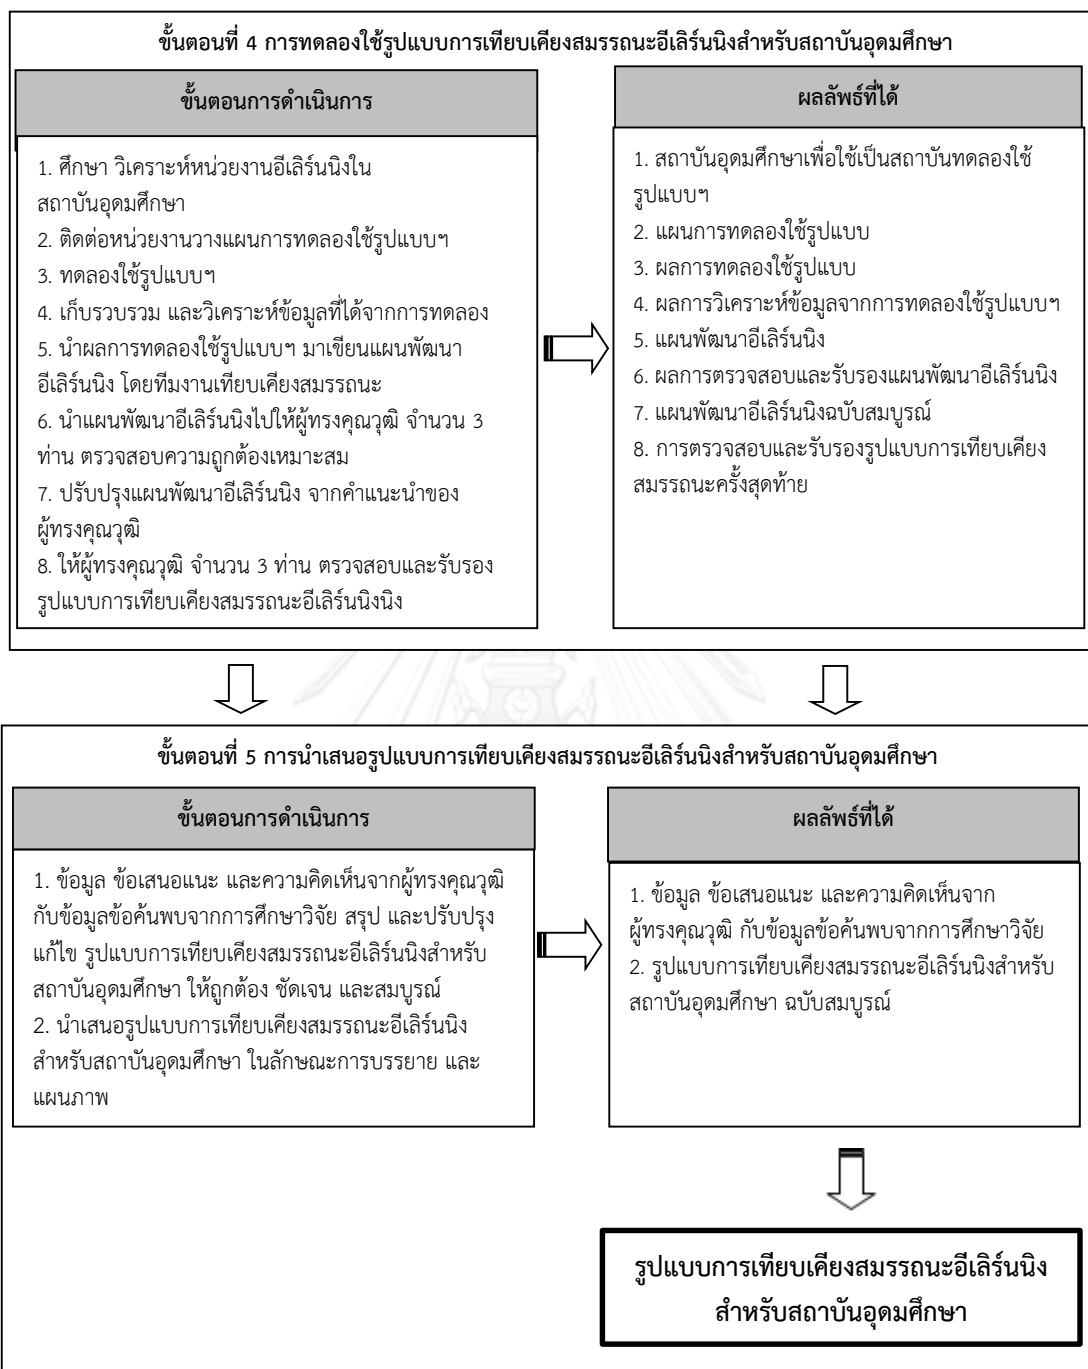 ขั้นตอนที่ 4 การทดลองใช้รูปแบบการเทียบเคียงสมรรถนะอีเลิร์นนิงสำหรับสถาบันอุดมศึกษา
ขั้นตอนการดำเนินการ
1. ศึกษา วิเคราะห์หน่วยงานอีเลิร์นนิงใน
สถาบันอุดมศึกษา
2. ติดต่อหน่วยงานวางแผนการทดลองใช้รูปแบบฯ
3. ทดลองใช้รูปแบบฯ
4. เก็บรวบรวม และวิเคราะห์ข้อมูลที่ได้จากการทดลอง
5. นำผลการทดลองใช้รูปแบบฯ มาเขียนแผนพัฒนา
อีเลิร์นนิง โดยทีมงานเทียบเคียงสมรรถนะ
6. นำแผนพัฒนาอีเลิร์นนิงไปให้ผู้ทรงคุณวุฒิ จำนวน 3
ท่าน ตรวจสอบความถูกต้องเหมาะสม
7. ปรับปรุงแผนพัฒนาอีเลิร์นนิง จากคำแนะนำของ
ผู้ทรงคุณวุฒิ
8. ให้ผู้ทรงคุณวุฒิ จำนวน 3 ท่าน ตรวจสอบและรับรอง
รูปแบบการเทียบเคียงสมรรถนะอีเลิร์นนิงนิง
ผลลัพธ์ที่ได้
1. สถาบันอุดมศึกษาเพื่อใช้เป็นสถาบันทดลองใช้
รูปแบบฯ
2. แผนการทดลองใช้รูปแบบ
3. ผลการทดลองใช้รูปแบบ
4. ผลการวิเคราะห์ข้อมูลจากการทดลองใช้รูปแบบฯ
5. แผนพัฒนาอีเลิร์นนิง
6. ผลการตรวจสอบและรับรองแผนพัฒนาอีเลิร์นนิง
7. แผนพัฒนาอีเลิร์นนิงฉบับสมบูรณ์
8. การตรวจสอบและรับรองรูปแบบการเทียบเคียง
สมรรถนะครั้งสุดท้าย
ขั้นตอนที่ 5 การนำเสนอรูปแบบการเทียบเคียงสมรรถนะอีเลิร์นนิงสำหรับสถาบันอุดมศึกษา
ขั้นตอนการดำเนินการ
1. ข้อมูล ข้อเสนอแนะ และความคิดเห็นจากผู้ทรงคุณวุฒิ
กับข้อมูลข้อค้นพบจากการศึกษาวิจัย สรุป และปรับปรุง
แก้ไข รูปแบบการเทียบเคียงสมรรถนะอีเลิร์นนิงสำหรับ
สถาบันอุดมศึกษา ให้ถูกต้อง ชัดเจน และสมบูรณ์
2. นำเสนอรูปแบบการเทียบเคียงสมรรถนะอีเลิร์นนิง
สำหรับสถาบันอุดมศึกษา ในลักษณะการบรรยาย และ
แผนภาพ
ผลลัพธ์ที่ได้
1. ข้อมูล ข้อเสนอแนะ และความคิดเห็นจาก
ผู้ทรงคุณวุฒิ กับข้อมูลข้อค้นพบจากการศึกษาวิจัย
2. รูปแบบการเทียบเคียงสมรรถนะอีเลิร์นนิงสำหรับ
สถาบันอุดมศึกษา ฉบับสมบูรณ์
รูปแบบการเทียบเคียงสมรรถนะอีเลิร์นนิง
สำหรับสถาบันอุดมศึกษา